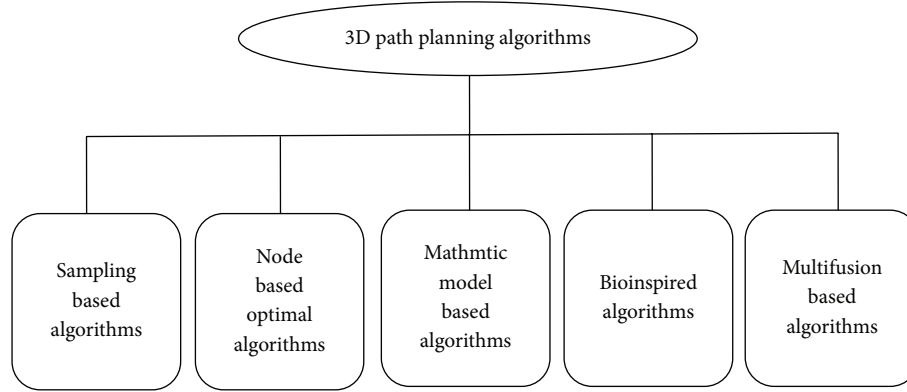 3D path planning algorithms
Sampling
based
algorithms
Node
based
optimal
algorithms
Mathmtic
model
based
algorithms
Bioinspired
algorithms
Multifusion
based
algorithms